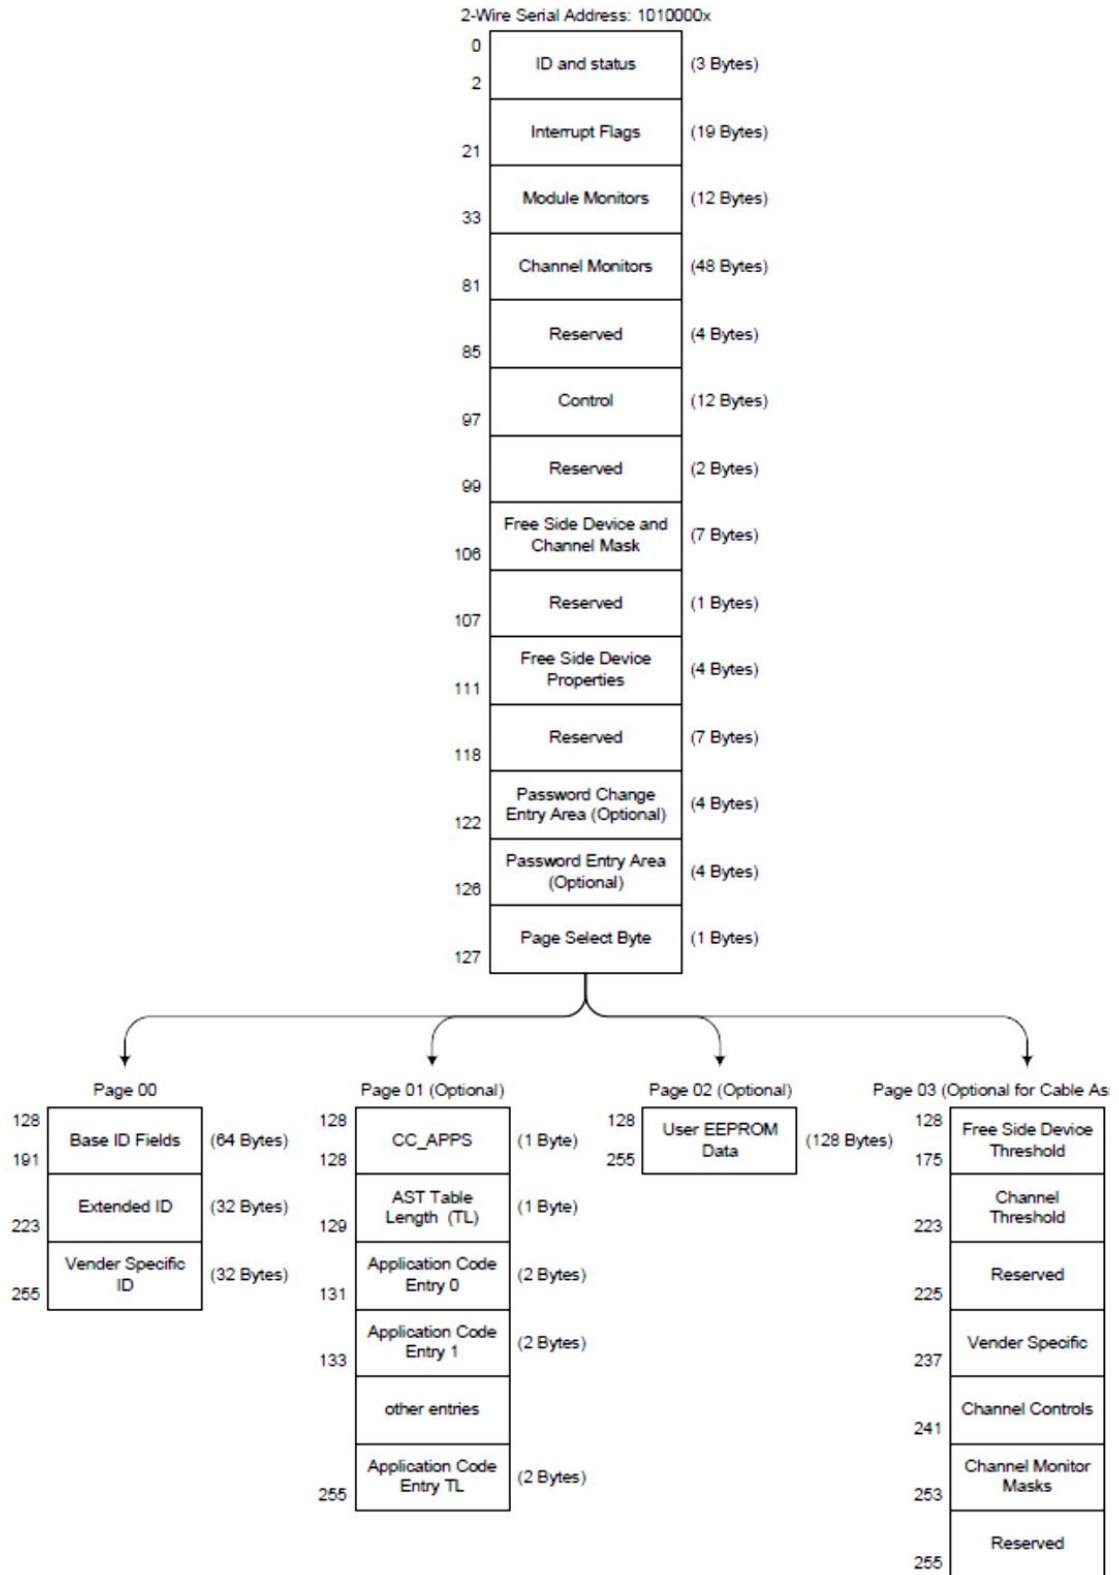 2-Wire Serial Address: 1010000x
0
ID and status
(3 Bytes)
2
Interrupt Flags
(19 Bytes)
21
Module Monitors
(12 Bytes)
33
Channel Monitors
(48 Bytes)
81
Reserved
(4 Bytes)
85
Control
(12 Bytes)
97
Reserved
(2 Bytes)
99
Free Side Device and
Channel Mask
(7 Bytes)
106
Reserved
(1 Bytes)
107
Free Side Device
Properties
(4 Bytes)
111
Reserved
(7 Bytes)
118
Password Change
Entry Area (Optional)
(4 Bytes)
122
Password Entry Area
(Optional)
(4 Bytes)
126
Page Select Byte
(1 Bytes)
127
Page 00
128
Base ID Fields
(64 Bytes)
191
Extended ID
(32 Bytes)
223
Vender Specific
ID
(32 Bytes)
255
Page 01 (Optional)
128
CC_APPS
(1 Byte)
128
AST Table
Length (TL)
(1 Byte)
129
Application Code
Entry 0
(2 Bytes)
131
Application Code
Entry 1
(2 Bytes)
133
other entries
Application Code
Entry TL
(2 Bytes)
255
Page 02 (Optional)
128
User EEPROM
Data
(128 Bytes)
255
Page 03 (Optional for Cable As
128
Free Side Device
Threshold
175
Channel
Threshold
223
Reserved
225
Vender Specific
237
Channel Controls
241
Channel Monitor
Masks
253
Reserved
255